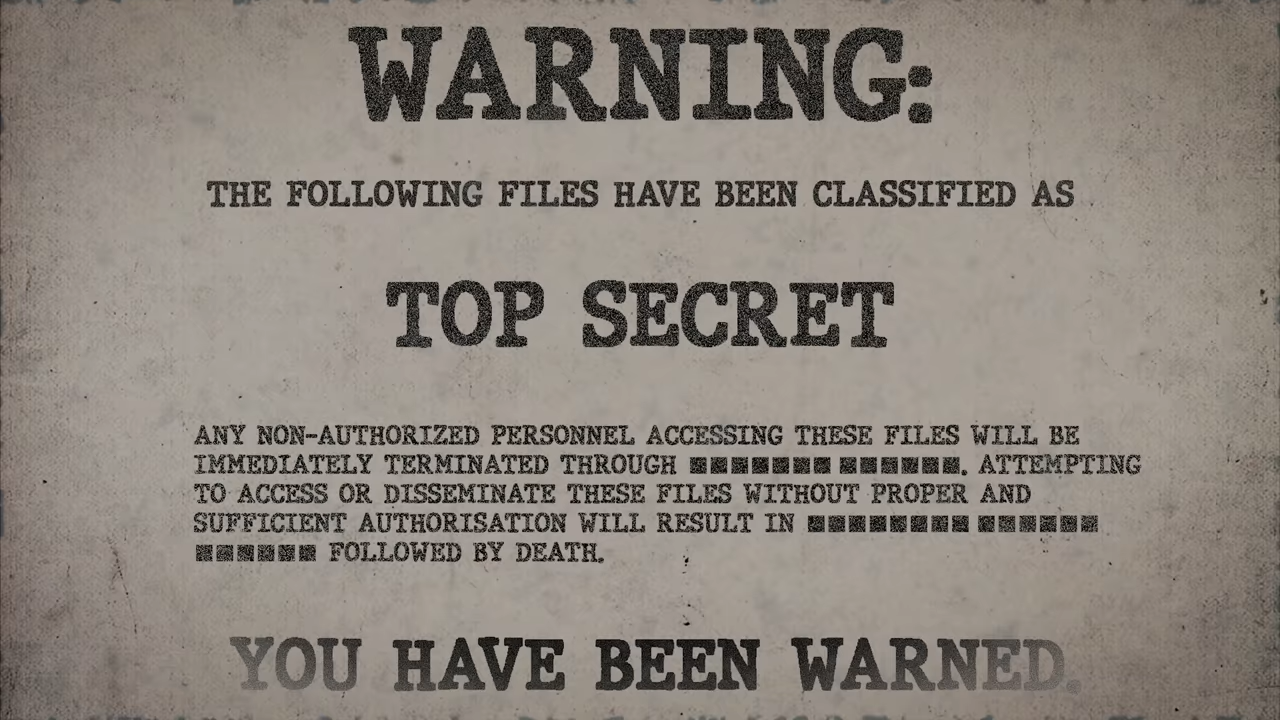 WARNING:
THE FOLLOWING FILES HAVE BEEN CLASSIFIED AS
TOP SECRET
ANY NON-AUTHORIZED PERSONNEL ACCESSING THESE FILES WILL BE
IMMEDIATELY TERMINATED THROUGH ■■■■■■■ ■■■■■■. ATTEMPTING
TO ACCESS OR DISSEMINATE THESE FILES WITHOUT PROPER AND
SUFFICIENT AUTHORISATION WILL RESULT IN ■■■■■■■■ ■■■■■■
■■■■■■ FOLLOWED BY DEATH.
YOU HAVE BEEN WARNED.